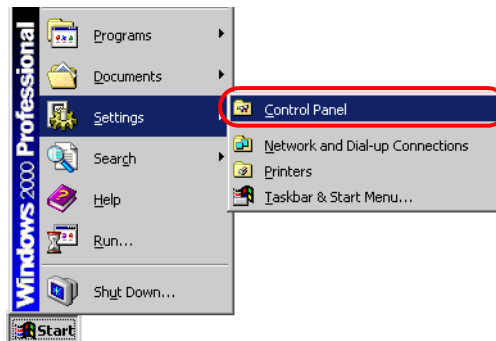 Windows 2000 Professional
Programs
Documents
Settings
Search
Help
Run...
Shut Down...
Control Panel
Network and Dial-up Connections
Printers
Taskbar & Start Menu...
Start